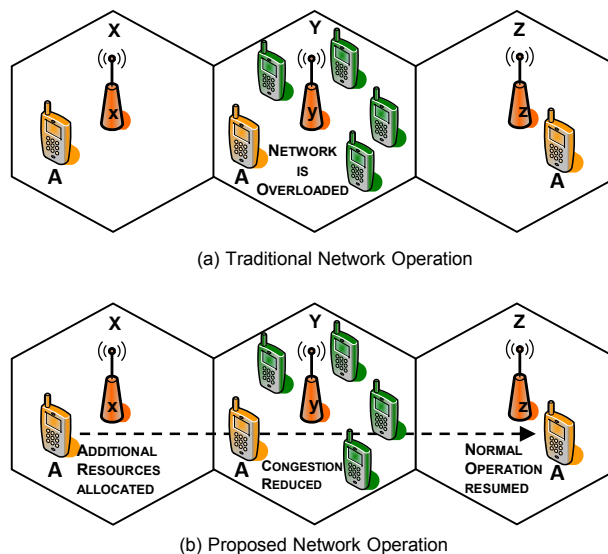 X Y Z
x y z
A
NETWORK
IS
OVERLOADED
A
A
(a) Traditional Network Operation
X Y Z
x y z
A
ADDITIONAL
RESOURCES
ALLOCATED
A
CONGESTION
REDUCED
NORMAL
OPERATION
RESUMED
A
(b) Proposed Network Operation